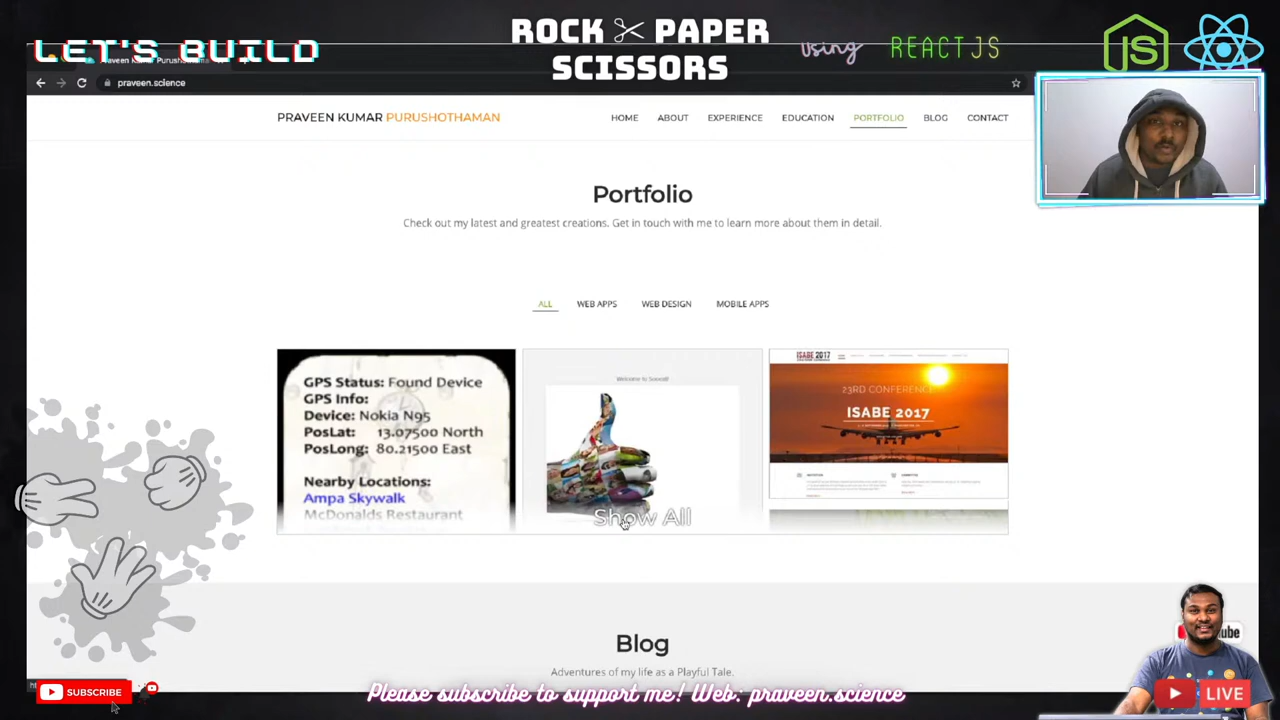 LET'S BUILD
ROCK PAPER
SCISSORS
using
REACTJS
JS
Praveen Kumar Purushothaman
praveen.science
PRAVEEN KUMAR PURUSHOTHAMAN
HOME
ABOUT
EXPERIENCE
EDUCATION
PORTFOLIO
BLOG
CONTACT
Portfolio
Check out my latest and greatest creations. Get in touch with me to learn more about them in detail.
ALL
WEB APPS
WEB DESIGN
MOBILE APPS
GPS Status: Found Device
GPS Info:
Device: Nokia N95
PosLat: 13.07500 North
PosLong: 80.21500 East
Nearby Locations:
Ampa Skywalk
McDonalds Restaurant
Show All
ISABE 2017
23RD CONFERENCE
ISABE 2017
Blog
Adventures of my life as a Playful Tale.
SUBSCRIBE
Please subscribe to support me! Web: praveen.science
LIVE